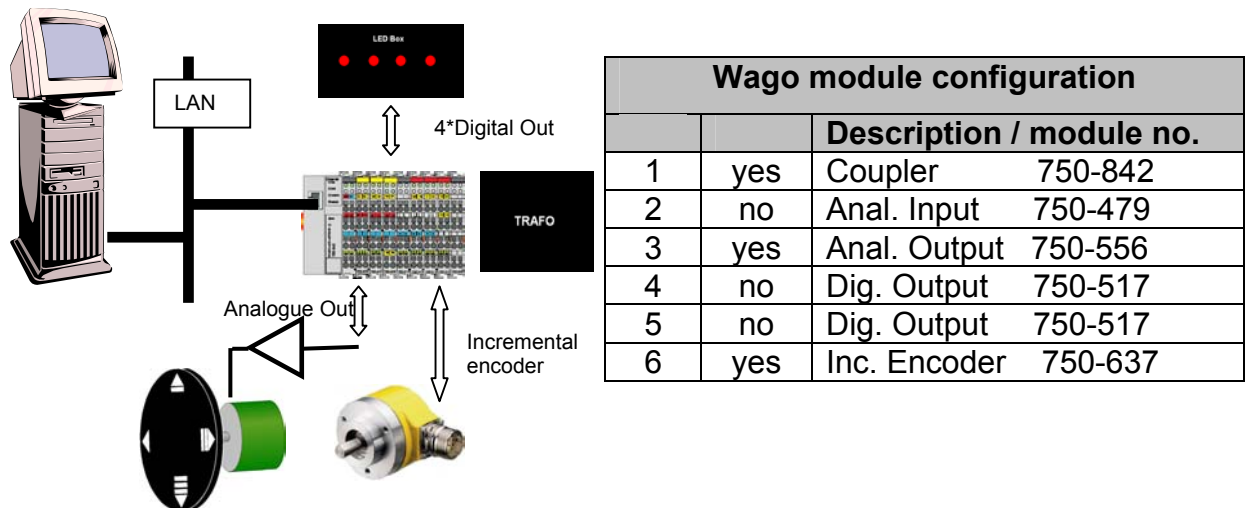 LED Box
LAN
4*Digital Out
TRAFO
Analogue Out
Incremental
encoder
Wago module configuration
Description / module no.
1 yes Coupler 750-842
2 no Anal. Input 750-479
3 yes Anal. Output 750-556
4 no Dig. Output 750-517
5 no Dig. Output 750-517
6 yes Inc. Encoder 750-637